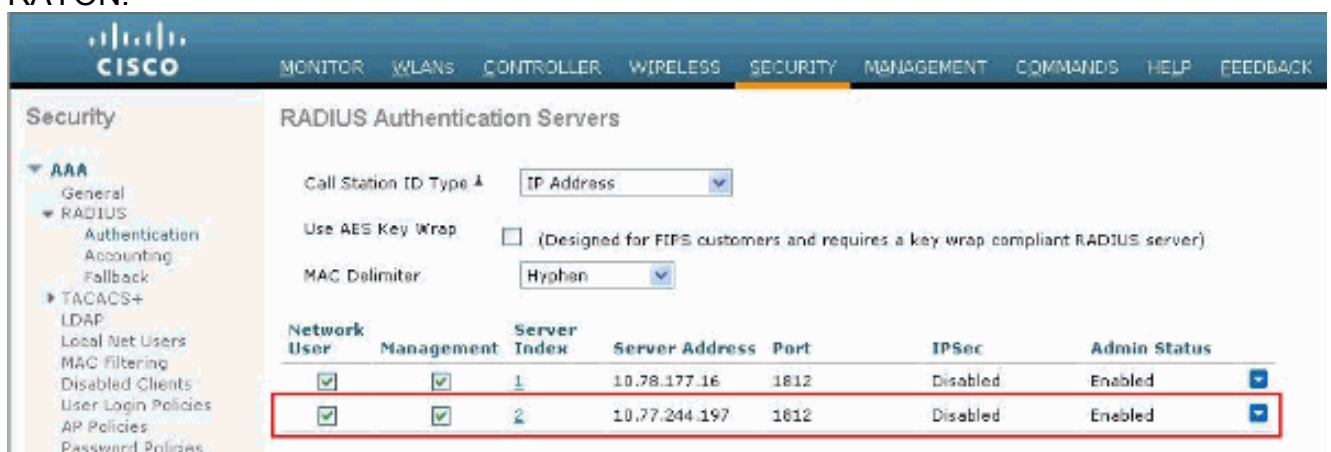 CISCO
MONITOR WLANs CONTROLLER WIRELESS SECURITY MANAGEMENT COMMANDS HELP FEEDBACK
Security
AAA
General
RADIUS
Authentication
Accounting
Fallback
TACACS+
LDAP
Local Net Users
MAC Filtering
Disabled Clients
User Login Policies
AP Policies
Password Policies
RADIUS Authentication Servers
Call Station ID Type IP Address
Use AES Key Wrap (Designed for FIPS customers and requires a key wrap compliant RADIUS server)
MAC Delimiter Hyphen
Network User Management Server Index Server Address Port IPSec Admin Status
1 10.78.177.16 1812 Disabled Enabled
2 10.77.244.197 1812 Disabled Enabled